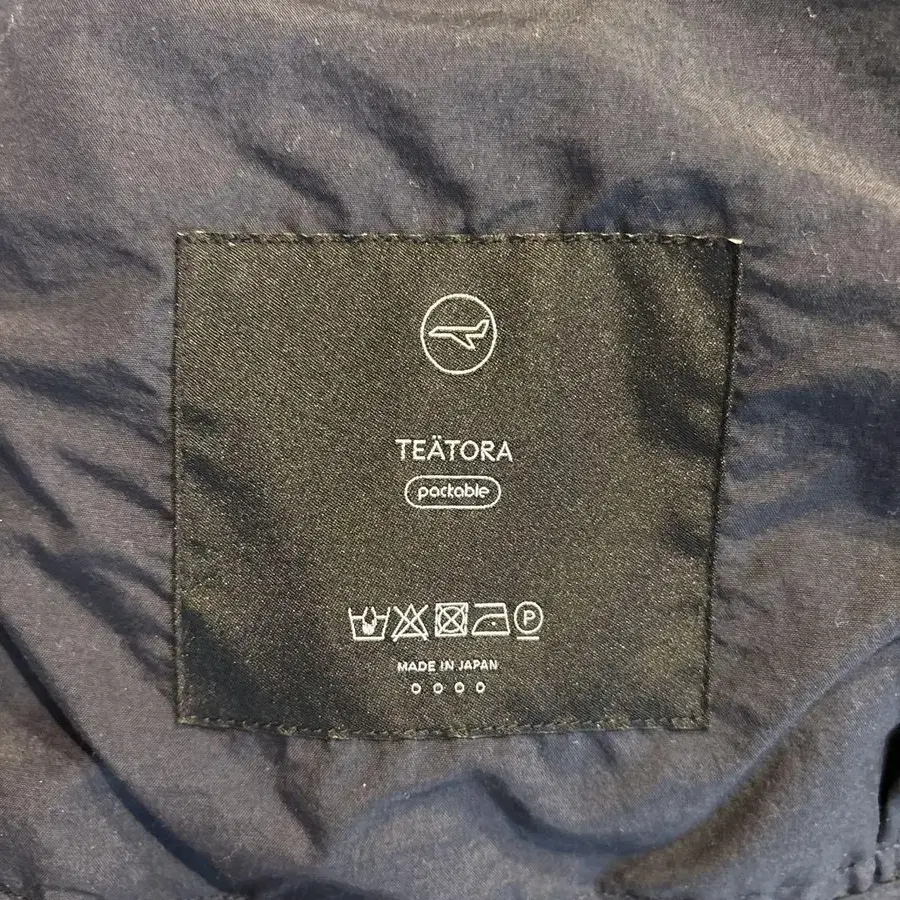 TEÄTORA
packable
P
MADE IN JAPAN